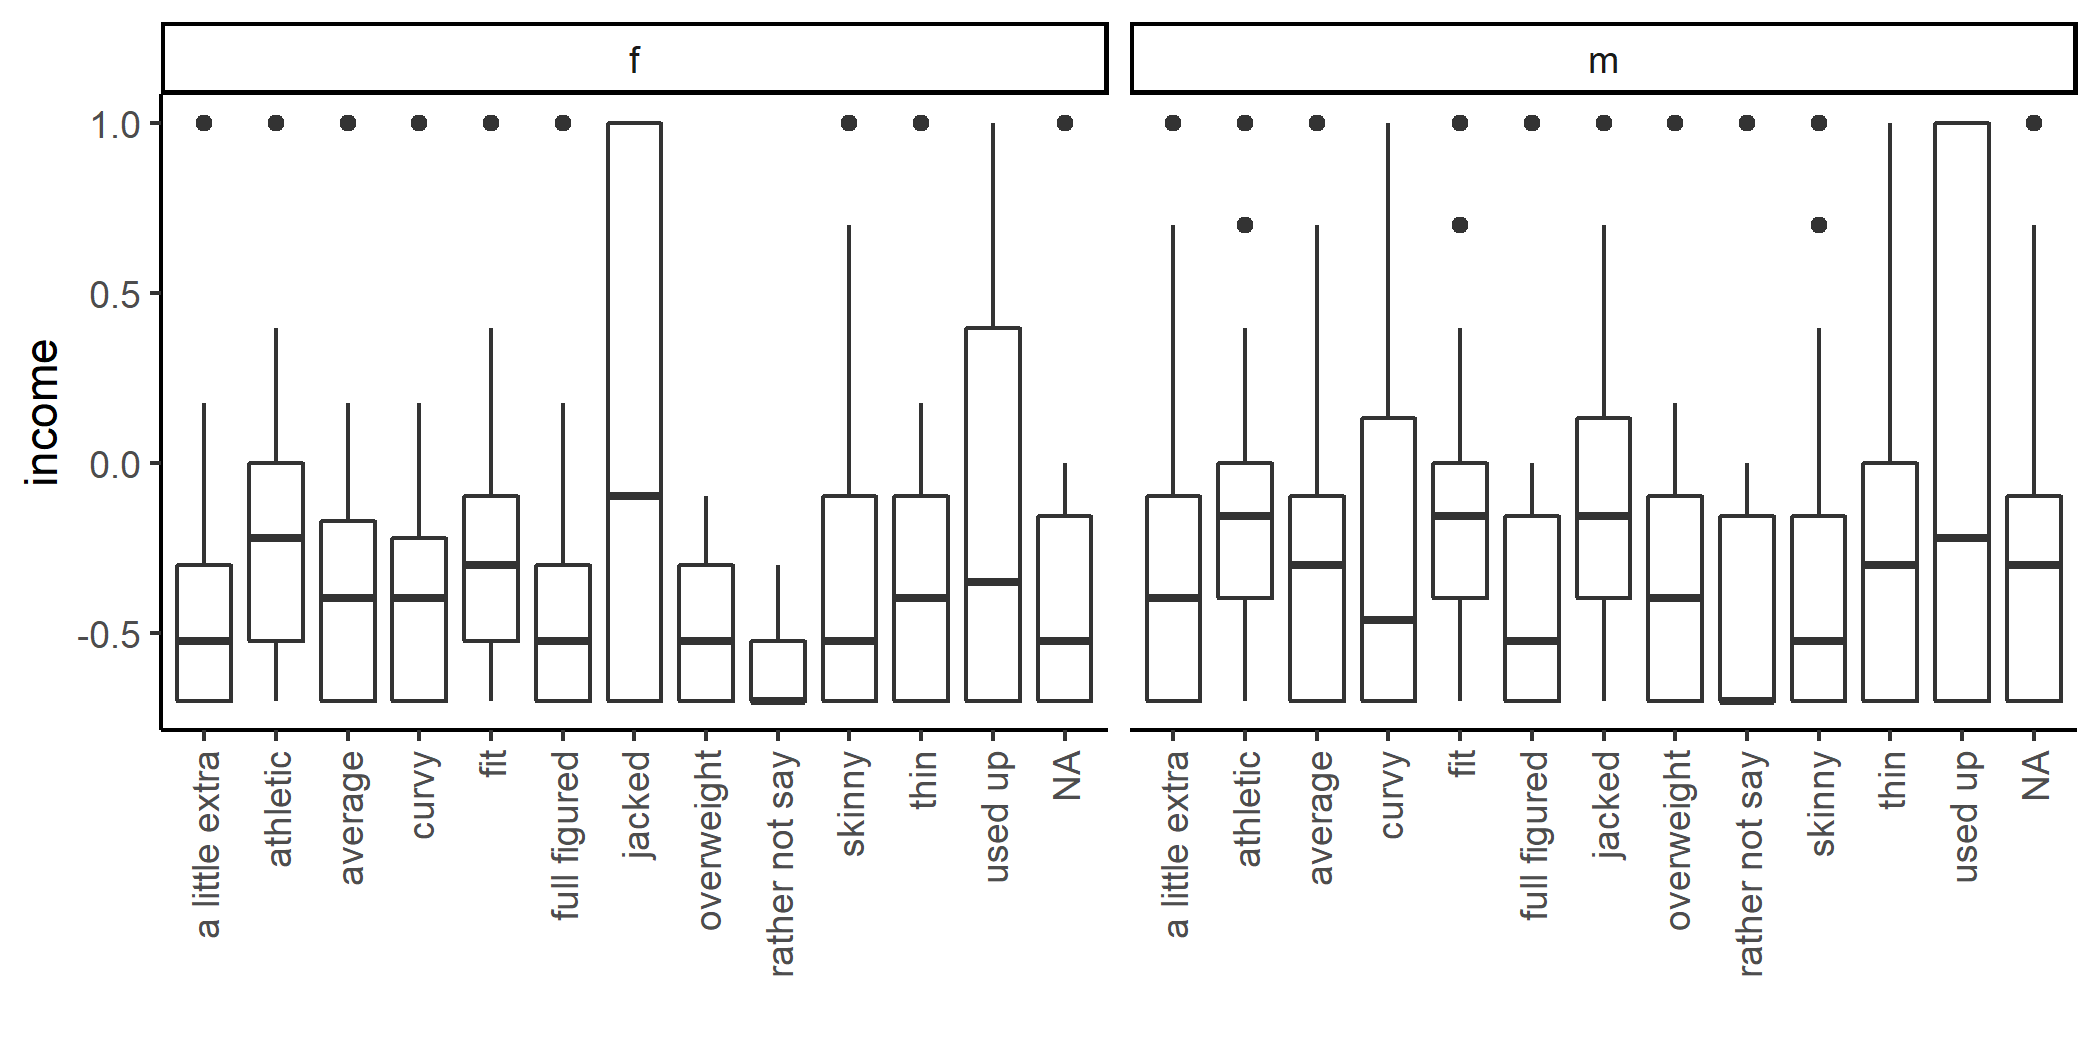 f
m
1.0
0.5
0.0
-0.5
income
a little extra
athletic
average
curvy
fit
full figured
jacked
overweight
rather not say
skinny
thin
used up
NA
a little extra
athletic
average
curvy
fit
full figured
jacked
overweight
rather not say
skinny
thin
used up
NA